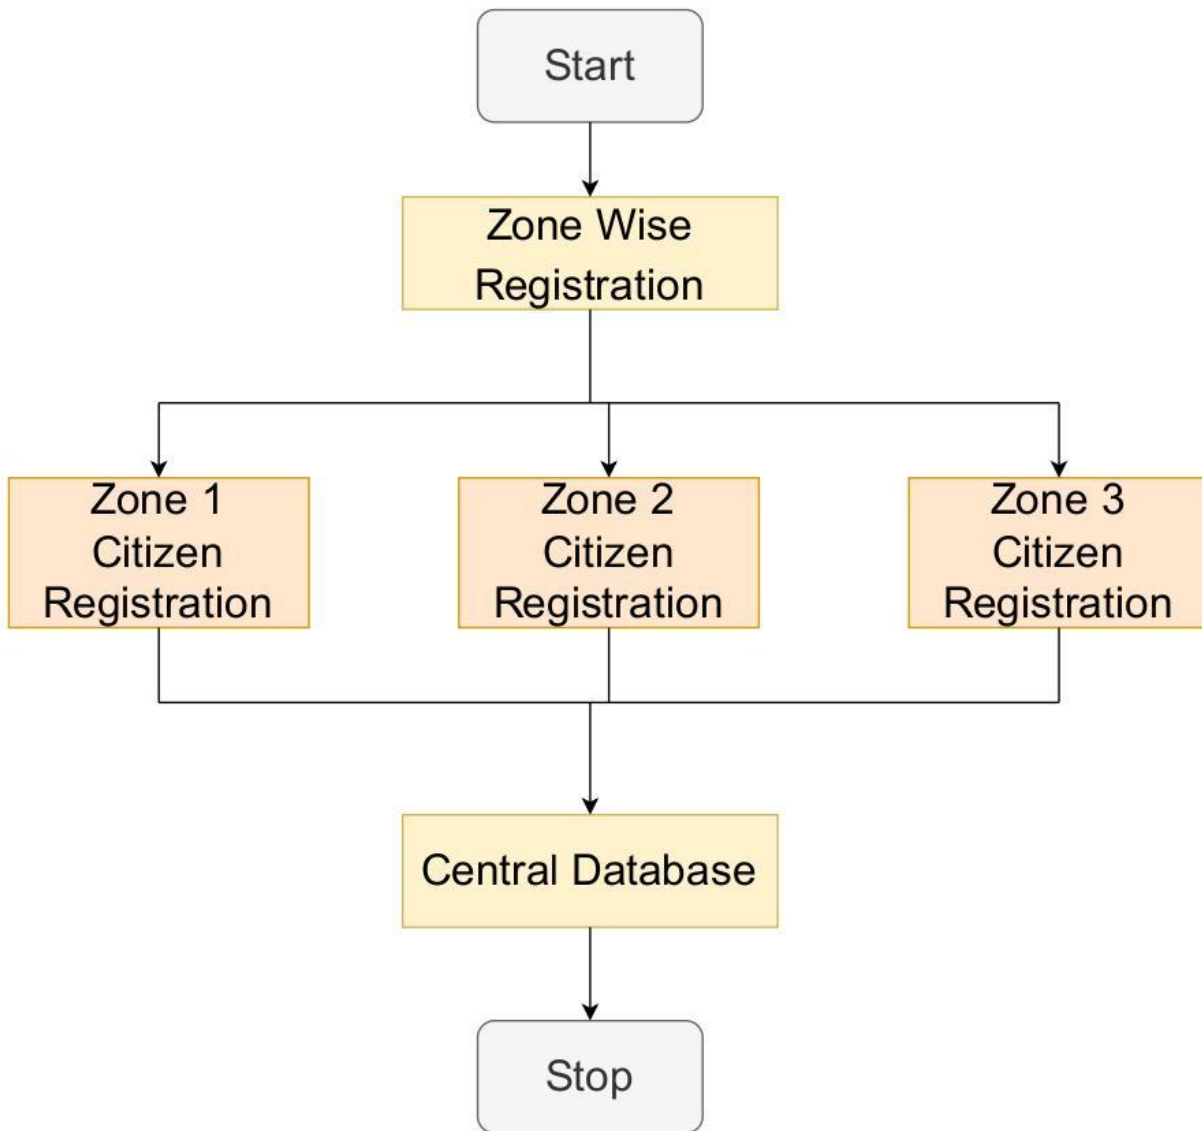 Start
Zone Wise
Registration
Zone 1
Citizen
Registration
Zone 2
Citizen
Registration
Zone 3
Citizen
Registration
Central Database
Stop